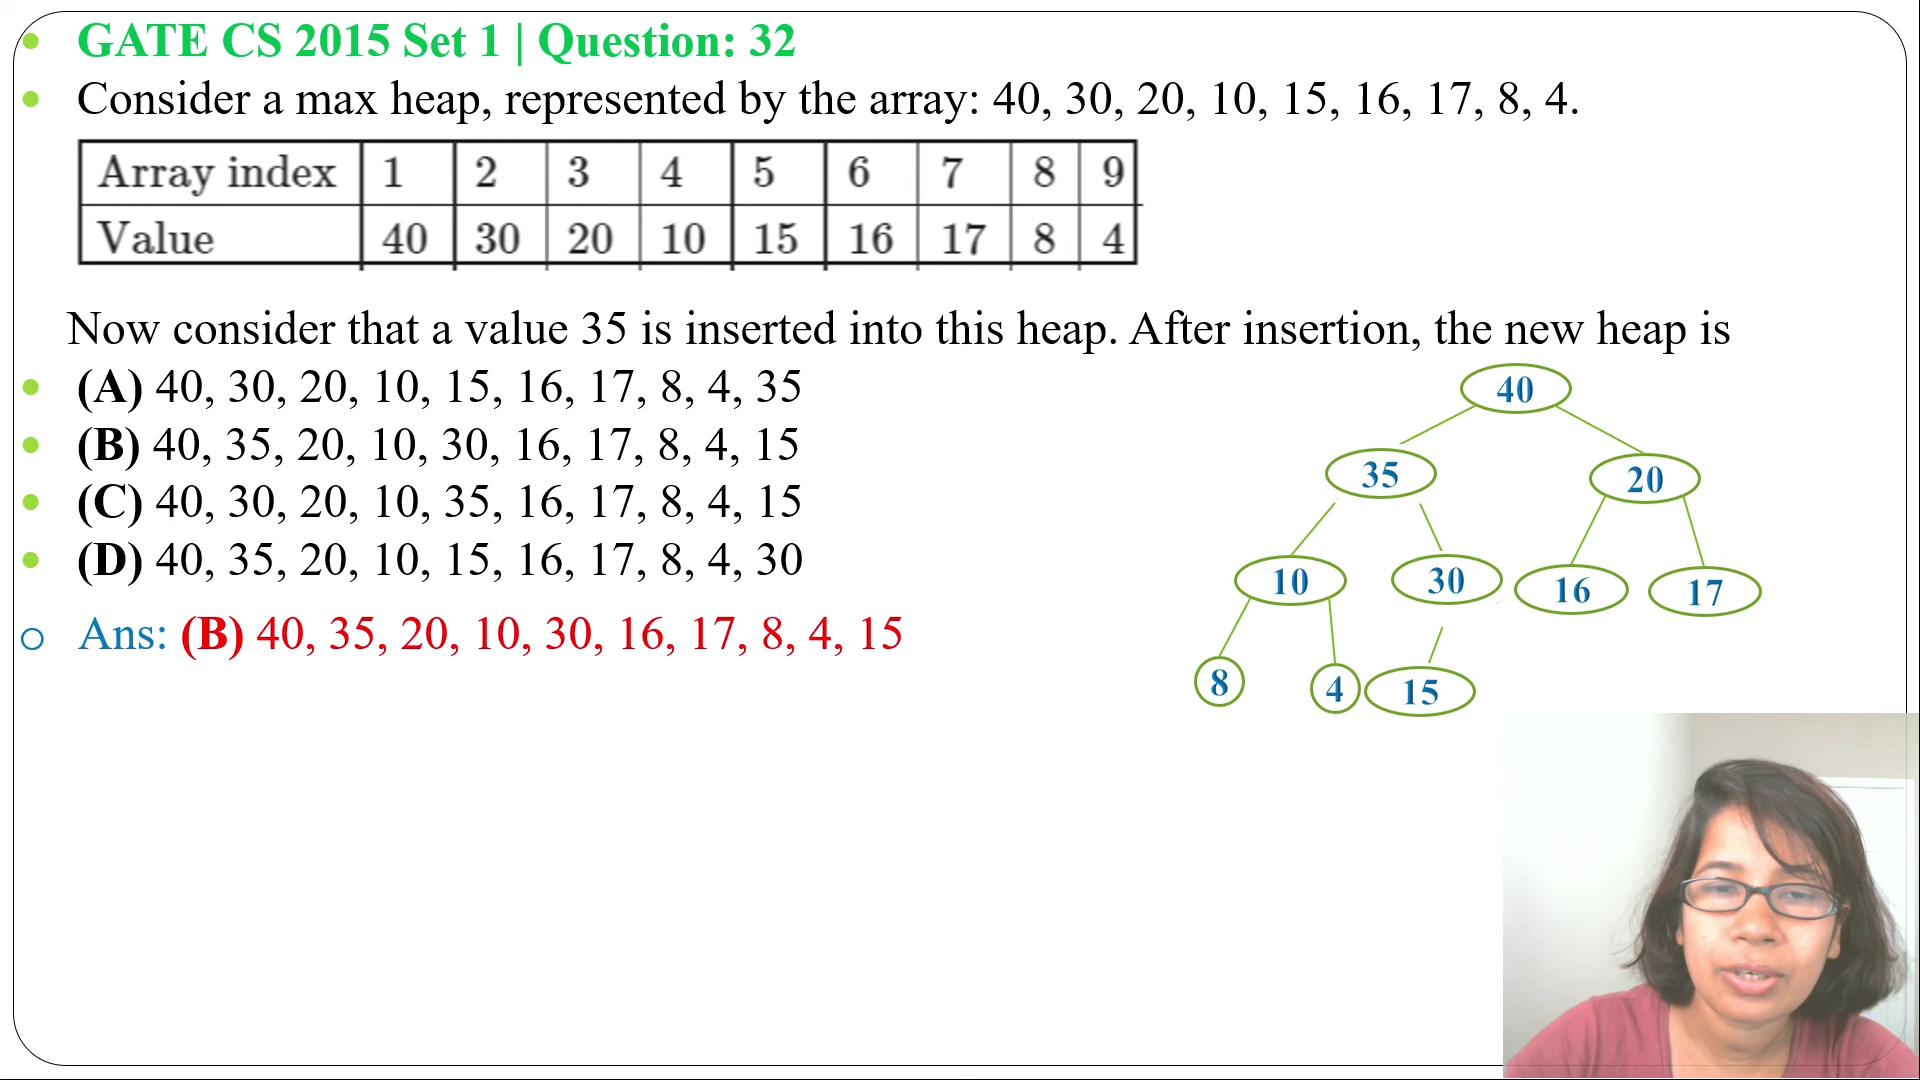 GATE CS 2015 Set 1 | Question: 32
Consider a max heap, represented by the array: 40, 30, 20, 10, 15, 16, 17, 8, 4.
Array index 1 2 3 4 5 6 7 8 9
Value 40 30 20 10 15 16 17 8 4
Now consider that a value 35 is inserted into this heap. After insertion, the new heap is
(A) 40, 30, 20, 10, 15, 16, 17, 8, 4, 35
(B) 40, 35, 20, 10, 30, 16, 17, 8, 4, 15
(C) 40, 30, 20, 10, 35, 16, 17, 8, 4, 15
(D) 40, 35, 20, 10, 15, 16, 17, 8, 4, 30
Ans: (B) 40, 35, 20, 10, 30, 16, 17, 8, 4, 15
40
35 20
10 30 16 17
8 4 15